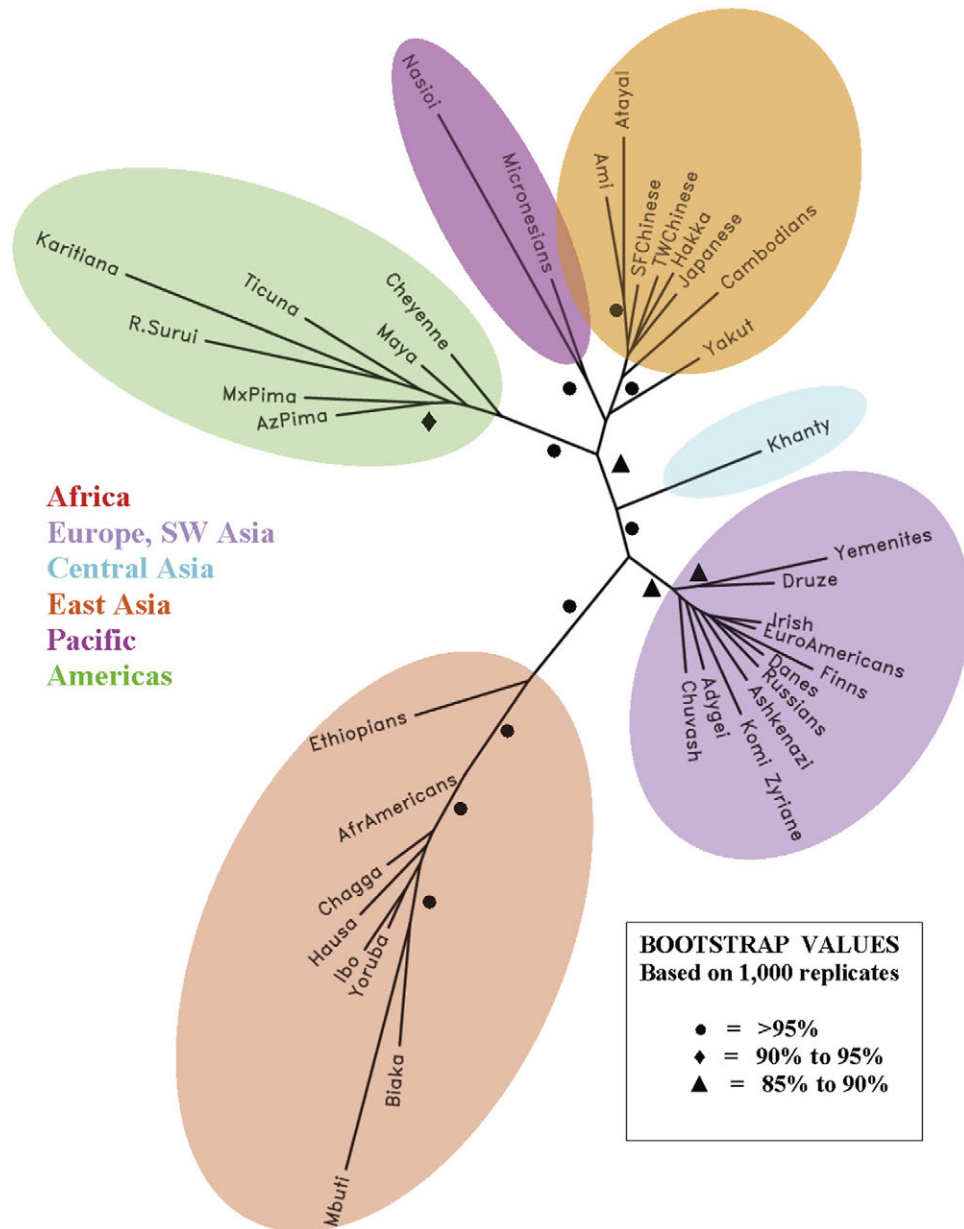 Nasioi
Micronesians
Atayal
Ami
SFChinese
TWChinese
Hakka
Japanese
Cambodians
Yakut
Karitiana
R.Surui
Ticuna
Maya
Cheyenne
MxPima
AzPima
Khanty
Africa
Europe, SW Asia
Central Asia
East Asia
Pacific
Americas
Yemenites
Druze
Irish
EuroAmericans
Finns
Danes
Russians
Ashkenazi
Komi Zyriane
Adygei
Chuvash
Ethiopians
AfrAmericans
Chagga
Hausa
Ibo
Yoruba
Biaka
Mbuti
BOOTSTRAP VALUES
Based on 1,000 replicates
● = >95%
♦ = 90% to 95%
▲ = 85% to 90%